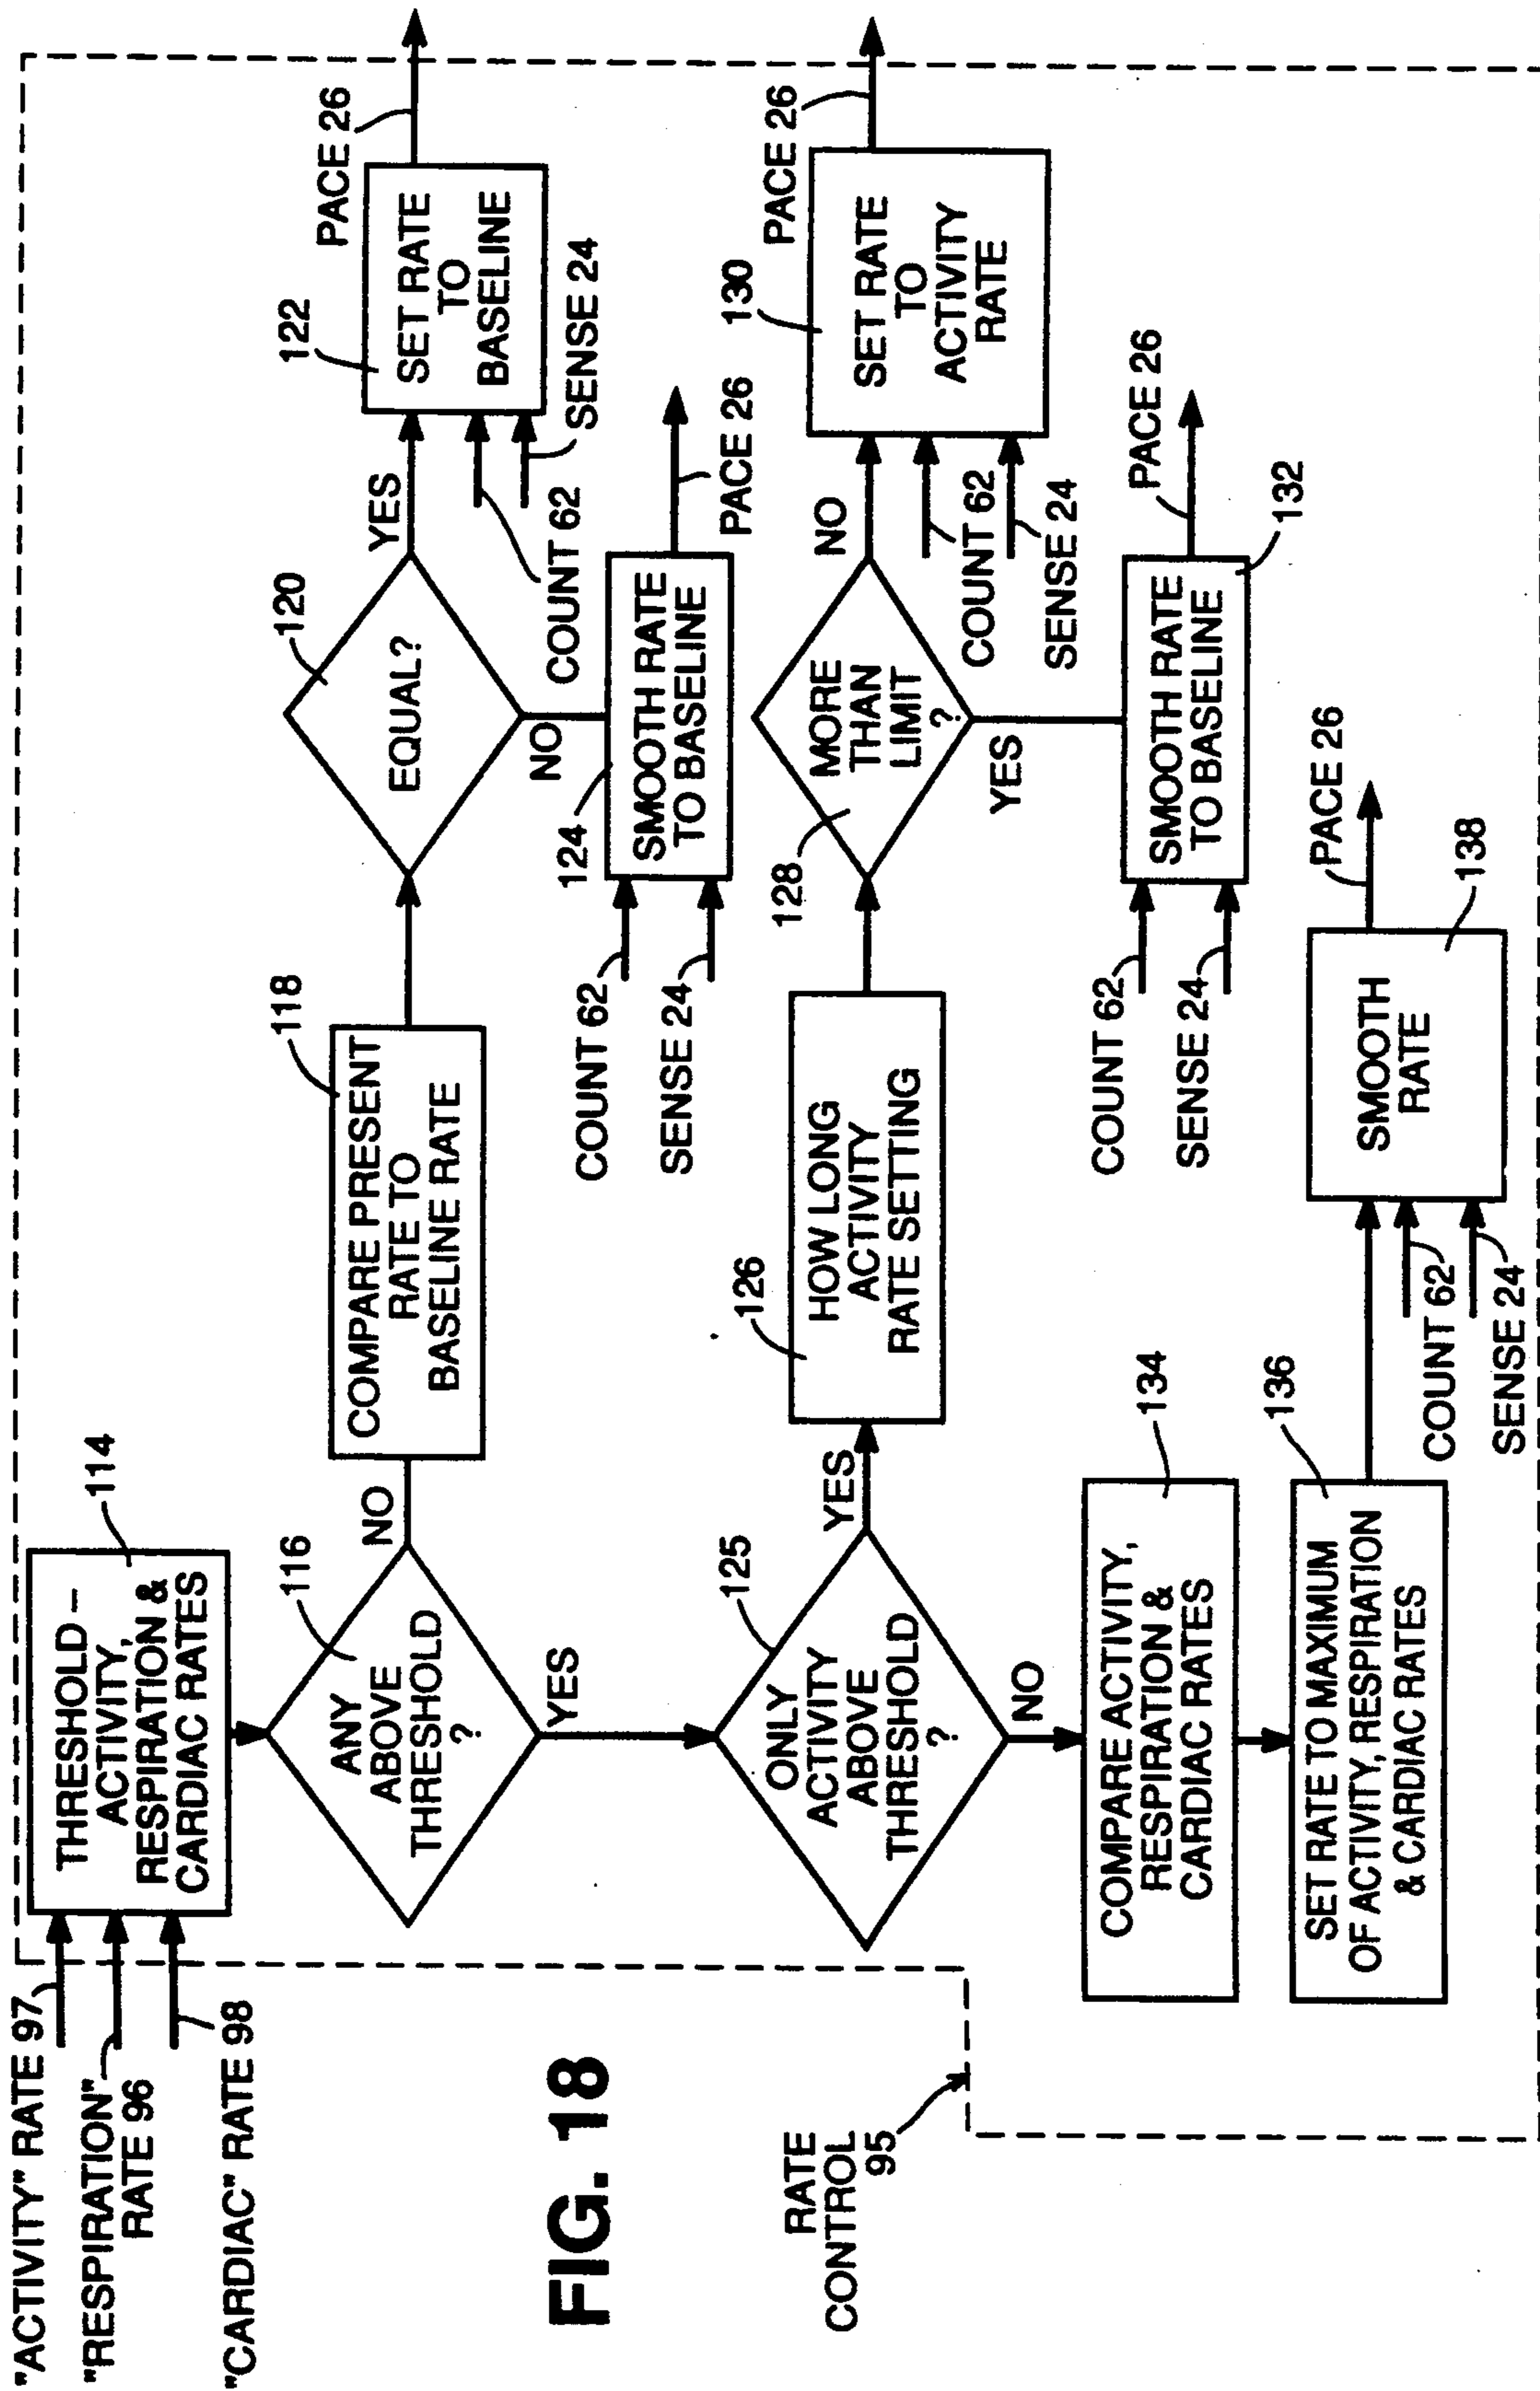 "ACTIVITY" RATE 97
"RESPIRATION"
RATE 96
"CARDIAC" RATE 98
THRESHOLD –
ACTIVITY,
RESPIRATION &
CARDIAC RATES
114
ANY
ABOVE
THRESHOLD
?
116
NO
YES
COMPARE PRESENT
RATE TO
BASELINE RATE
118
EQUAL?
120
YES
NO
SET RATE
TO
BASELINE
122
PACE 26
COUNT 62
SENSE 24
SMOOTH RATE
TO BASELINE
124
COUNT 62
SENSE 24
PACE 26
ONLY
ACTIVITY
ABOVE
THRESHOLD
?
125
YES
NO
HOW LONG
ACTIVITY
RATE SETTING
126
MORE
THAN
LIMIT
?
128
NO
YES
SET RATE
TO
ACTIVITY
RATE
130
PACE 26
COUNT 62
SENSE 24
SMOOTH RATE
TO BASELINE
132
COUNT 62
SENSE 24
PACE 26
COMPARE ACTIVITY,
RESPIRATION &
CARDIAC RATES
134
SET RATE TO MAXIMUM
OF ACTIVITY, RESPIRATION
& CARDIAC RATES
136
SMOOTH
RATE
138
PACE 26
COUNT 62
SENSE 24
RATE
CONTROL
95
FIG. 18